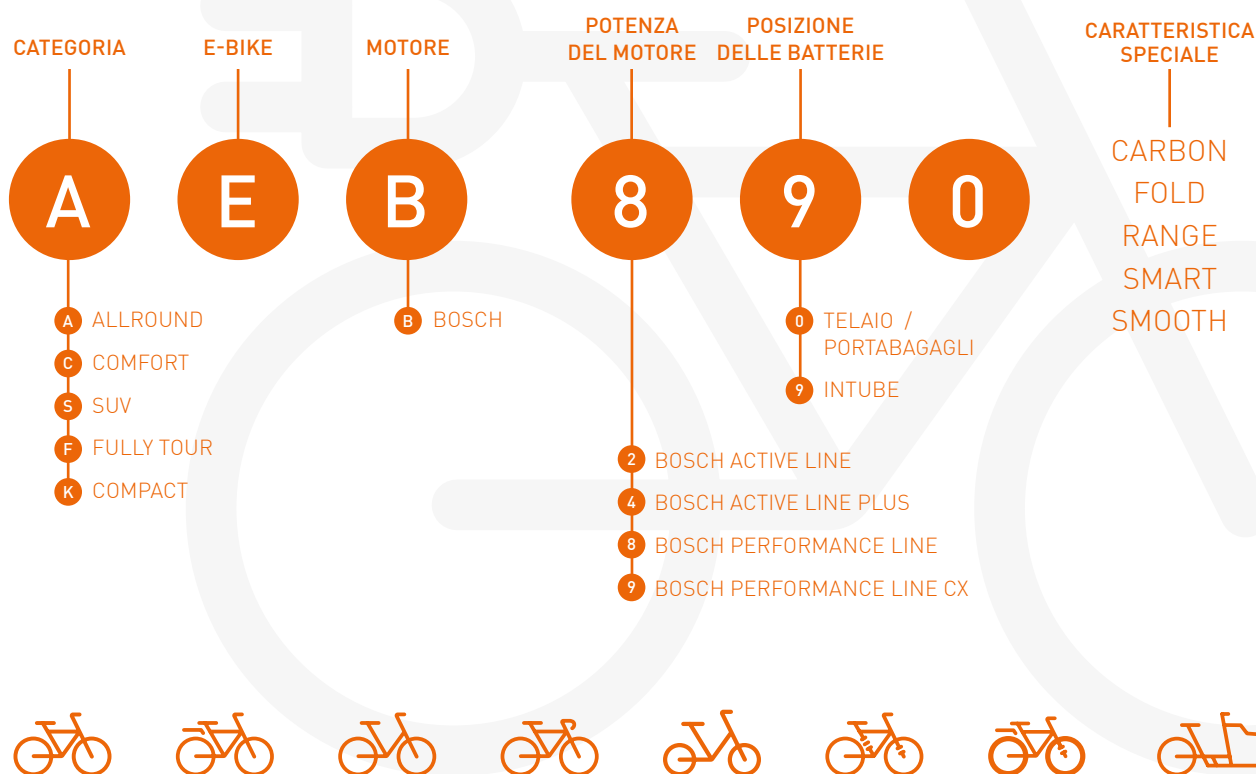 CATEGORIA
E-BIKE
MOTORE
POTENZA
DEL MOTORE
POSIZIONE
DELLE BATTERIE
CARATTERISTICA
SPECIALE
A
E
B
8
9
0
CARBON
FOLD
RANGE
SMART
SMOOTH
A ALLROUND
C COMFORT
S SUV
F FULLY TOUR
K COMPACT
B BOSCH
0 TELAIO /
PORTABAGAGLI
9 INTUBE
2 BOSCH ACTIVE LINE
4 BOSCH ACTIVE LINE PLUS
8 BOSCH PERFORMANCE LINE
9 BOSCH PERFORMANCE LINE CX